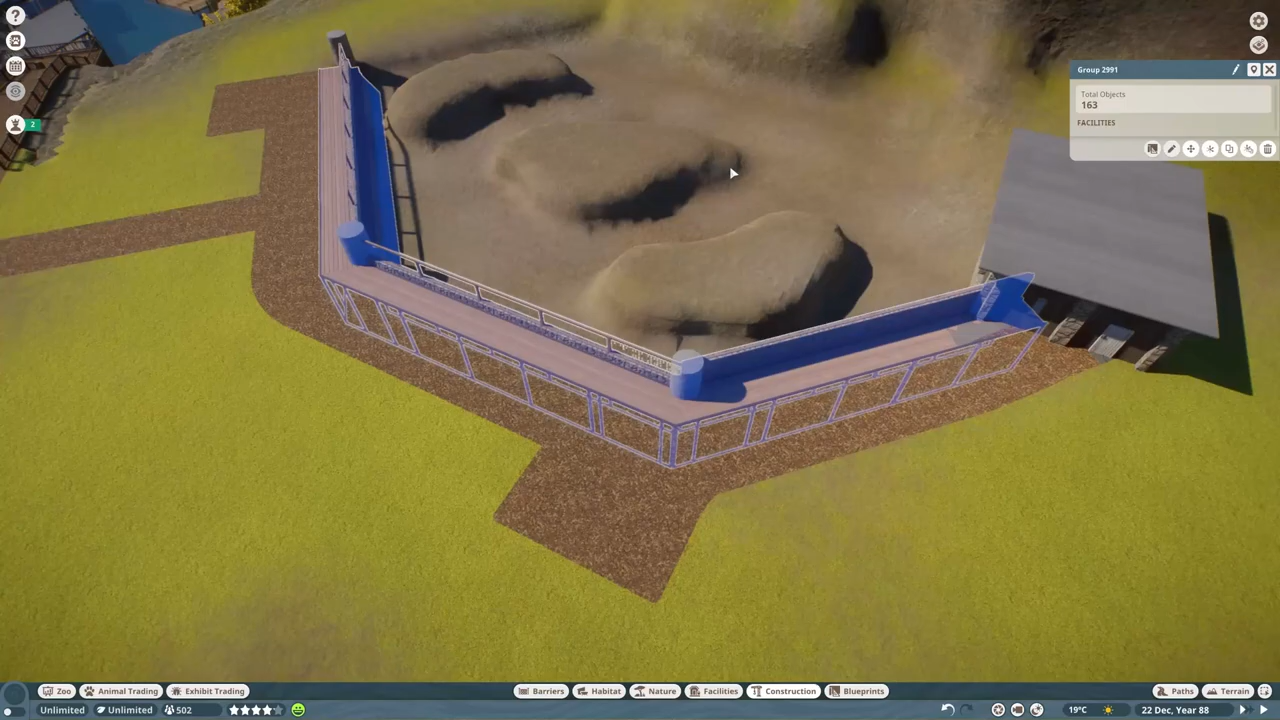 Group 2991
Total Objects
163
FACILITIES
2
Zoo
Animal Trading
Exhibit Trading
Barriers
Habitat
Nature
Facilities
Construction
Blueprints
Paths
Terrain
Unlimited
Unlimited
502
19°C
22 Dec, Year 88